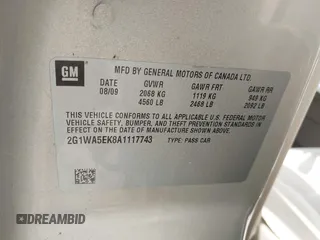 GM
MFD BY GENERAL MOTORS OF CANADA LTD.
DATE GVWR GAWR FRT GAWR RR
08/09 2068 KG 1119 KG 949 KG
4560 LB 2468 LB 2092 LB
THIS VEHICLE CONFORMS TO ALL APPLICABLE U.S. FEDERAL MOTOR VEHICLE
SAFETY, BUMPER, AND THEFT PREVENTION STANDARDS
IN EFFECT ON THE DATE OF MANUFACTURE SHOWN ABOVE.
2G1WA5EK8A1117743 TYPE: PASS CAR
DREAMBID